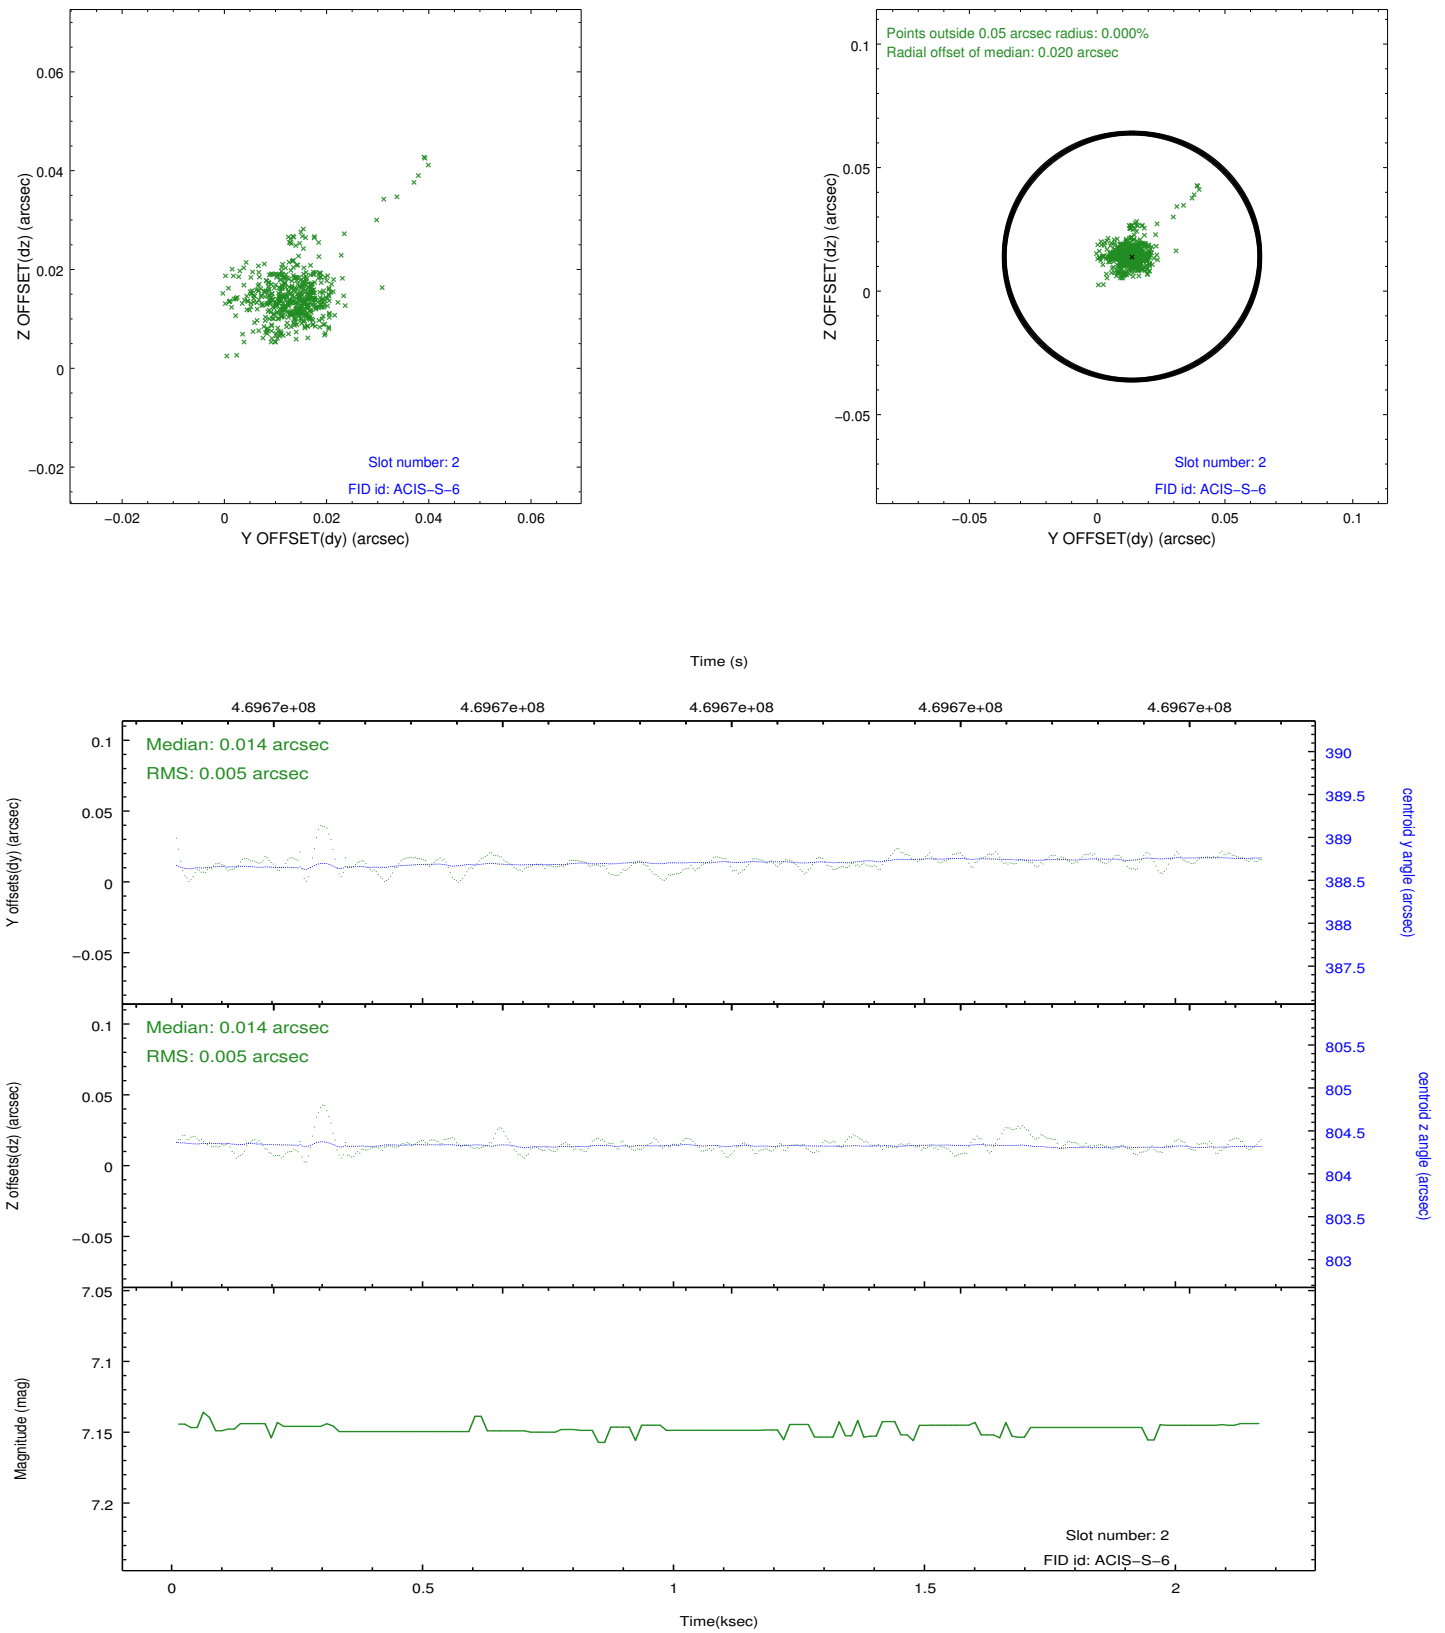 0.06
0.04
0.02
0
−0.02
−0.02
0
0.02
0.04
0.06
Z OFFSET(dz) (arcsec)
Y OFFSET(dy) (arcsec)
Slot number: 2
FID id: ACIS−S−6
Points outside 0.05 arcsec radius: 0.000%
Radial offset of median: 0.020 arcsec
0.1
0.05
0
−0.05
−0.05
0
0.05
0.1
Z OFFSET(dz) (arcsec)
Y OFFSET(dy) (arcsec)
Slot number: 2
FID id: ACIS−S−6
Time (s)
4.6967e+08
4.6967e+08
4.6967e+08
4.6967e+08
4.6967e+08
Median: 0.014 arcsec
RMS: 0.005 arcsec
0.1
0.05
0
−0.05
Y offsets(dy) (arcsec)
390
389.5
389
388.5
388
387.5
centroid y angle (arcsec)
Median: 0.014 arcsec
RMS: 0.005 arcsec
0.1
0.05
0
−0.05
Z offsets(dz) (arcsec)
805.5
805
804.5
804
803.5
803
centroid z angle (arcsec)
7.05
7.1
7.15
7.2
Magnitude (mag)
Slot number: 2
FID id: ACIS−S−6
0
0.5
1
1.5
2
Time(ksec)